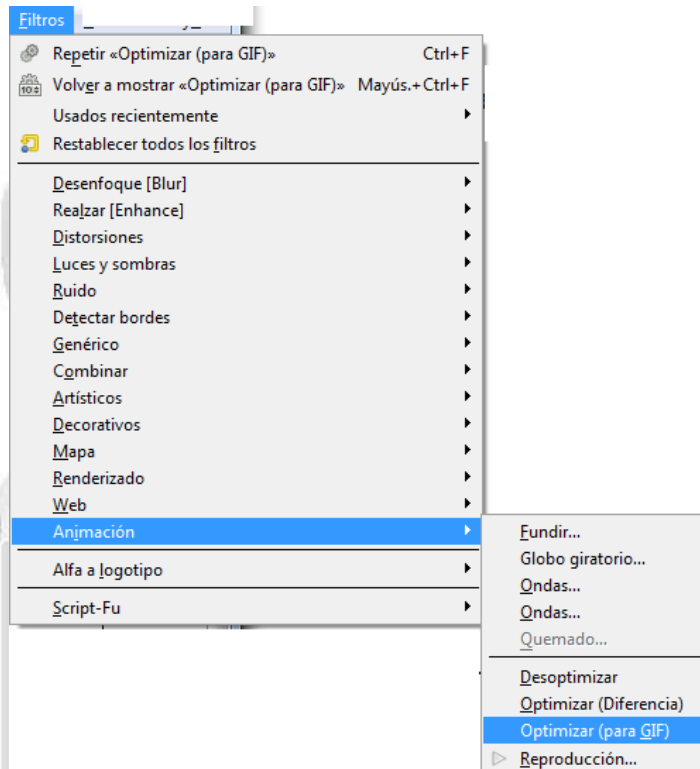 Filtros
Repetir «Optimizar (para GIF)» Ctrl+F
Volver a mostrar «Optimizar (para GIF)» Mayús.+Ctrl+F
Usados recientemente
Restablecer todos los filtros
Desenfoque [Blur]
Realzar [Enhance]
Distorsiones
Luces y sombras
Ruido
Detectar bordes
Genérico
Combinar
Artísticos
Decorativos
Mapa
Renderizado
Web
Animación
Alfa a logotipo
Script-Fu
Fundir...
Globo giratorio...
Ondas...
Ondas...
Quemado...
Desoptimizar
Optimizar (Diferencia)
Optimizar (para GIF)
Reproducción...